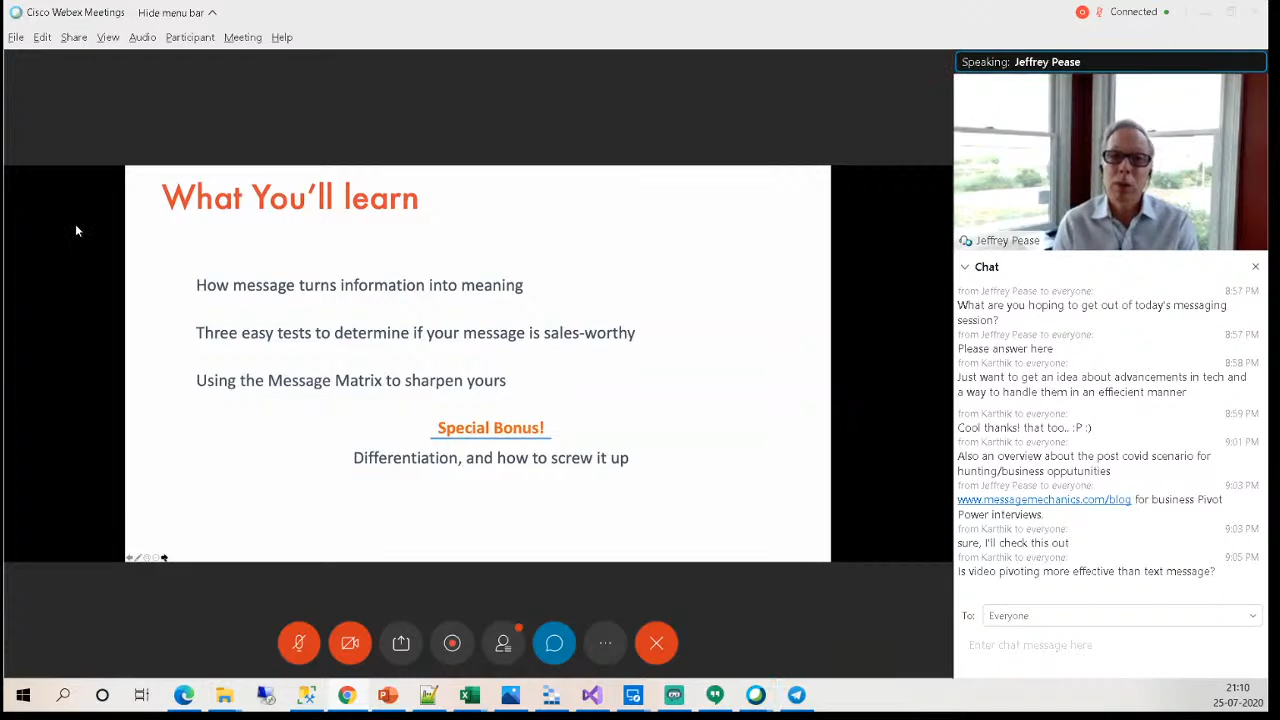 Cisco Webex Meetings
Hide menu bar
Connected
File Edit Share View Audio Participant Meeting Help
Speaking: Jeffrey Pease
What You'll learn
How message turns information into meaning
Three easy tests to determine if your message is sales-worthy
Using the Message Matrix to sharpen yours
Special Bonus!
Differentiation, and how to screw it up
Jeffrey Pease
Chat
from Jeffrey Pease to everyone: 8:57 PM
What are you hoping to get out of today's messaging
session?
from Jeffrey Pease to everyone: 8:57 PM
Please answer here
from Karthik to everyone: 8:58 PM
Just want to get an idea about advancements in tech and
a way to handle them in an effiecient manner
from Karthik to everyone: 8:59 PM
Cool thanks! that too.. :P :)
from Karthik to everyone: 9:01 PM
Also an overview about the post covid scenario for
hunting/business opputunities
from Jeffrey Pease to everyone: 9:03 PM
www.messagemechanics.com/blog for business Pivot
Power interviews.
from Karthik to everyone: 9:03 PM
sure, I'll check this out
from Karthik to everyone: 9:05 PM
Is video pivoting more effective than text message?
To: Everyone
Enter chat message here
21:10
25-07-2020